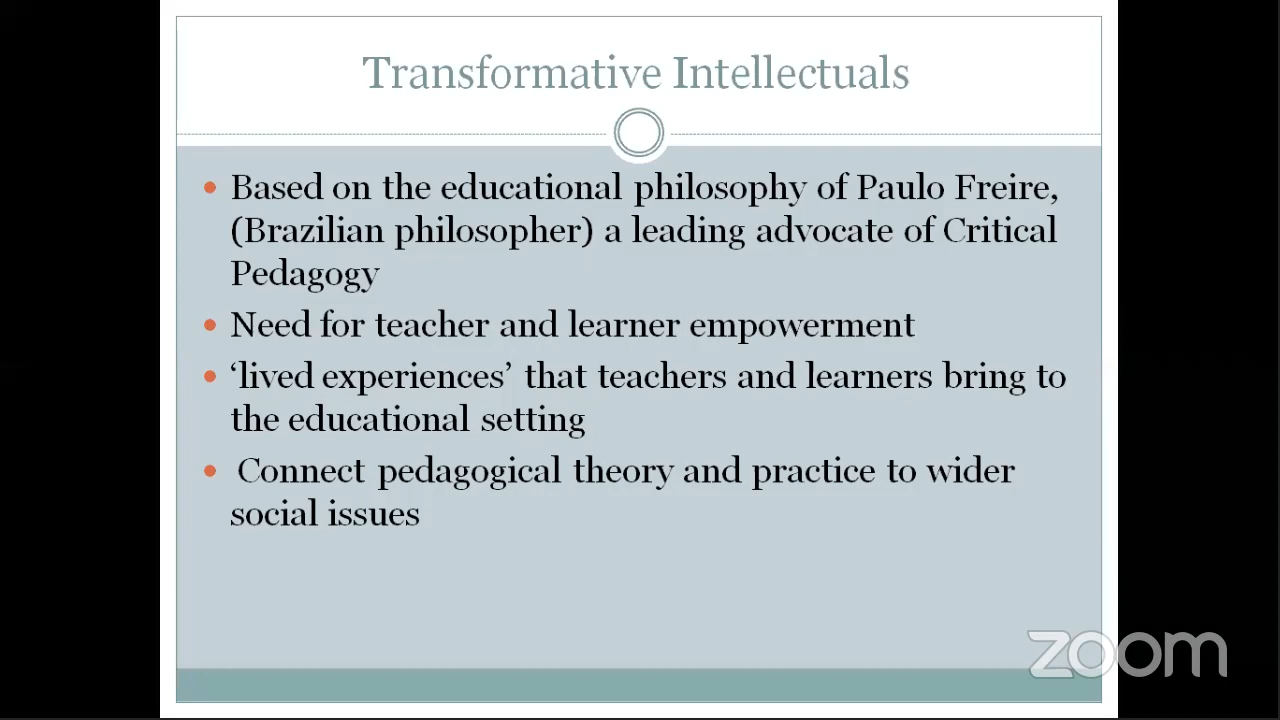 Transformative Intellectuals
• Based on the educational philosophy of Paulo Freire,
(Brazilian philosopher) a leading advocate of Critical
Pedagogy
• Need for teacher and learner empowerment
• ‘lived experiences’ that teachers and learners bring to
the educational setting
• Connect pedagogical theory and practice to wider
social issues
zoom